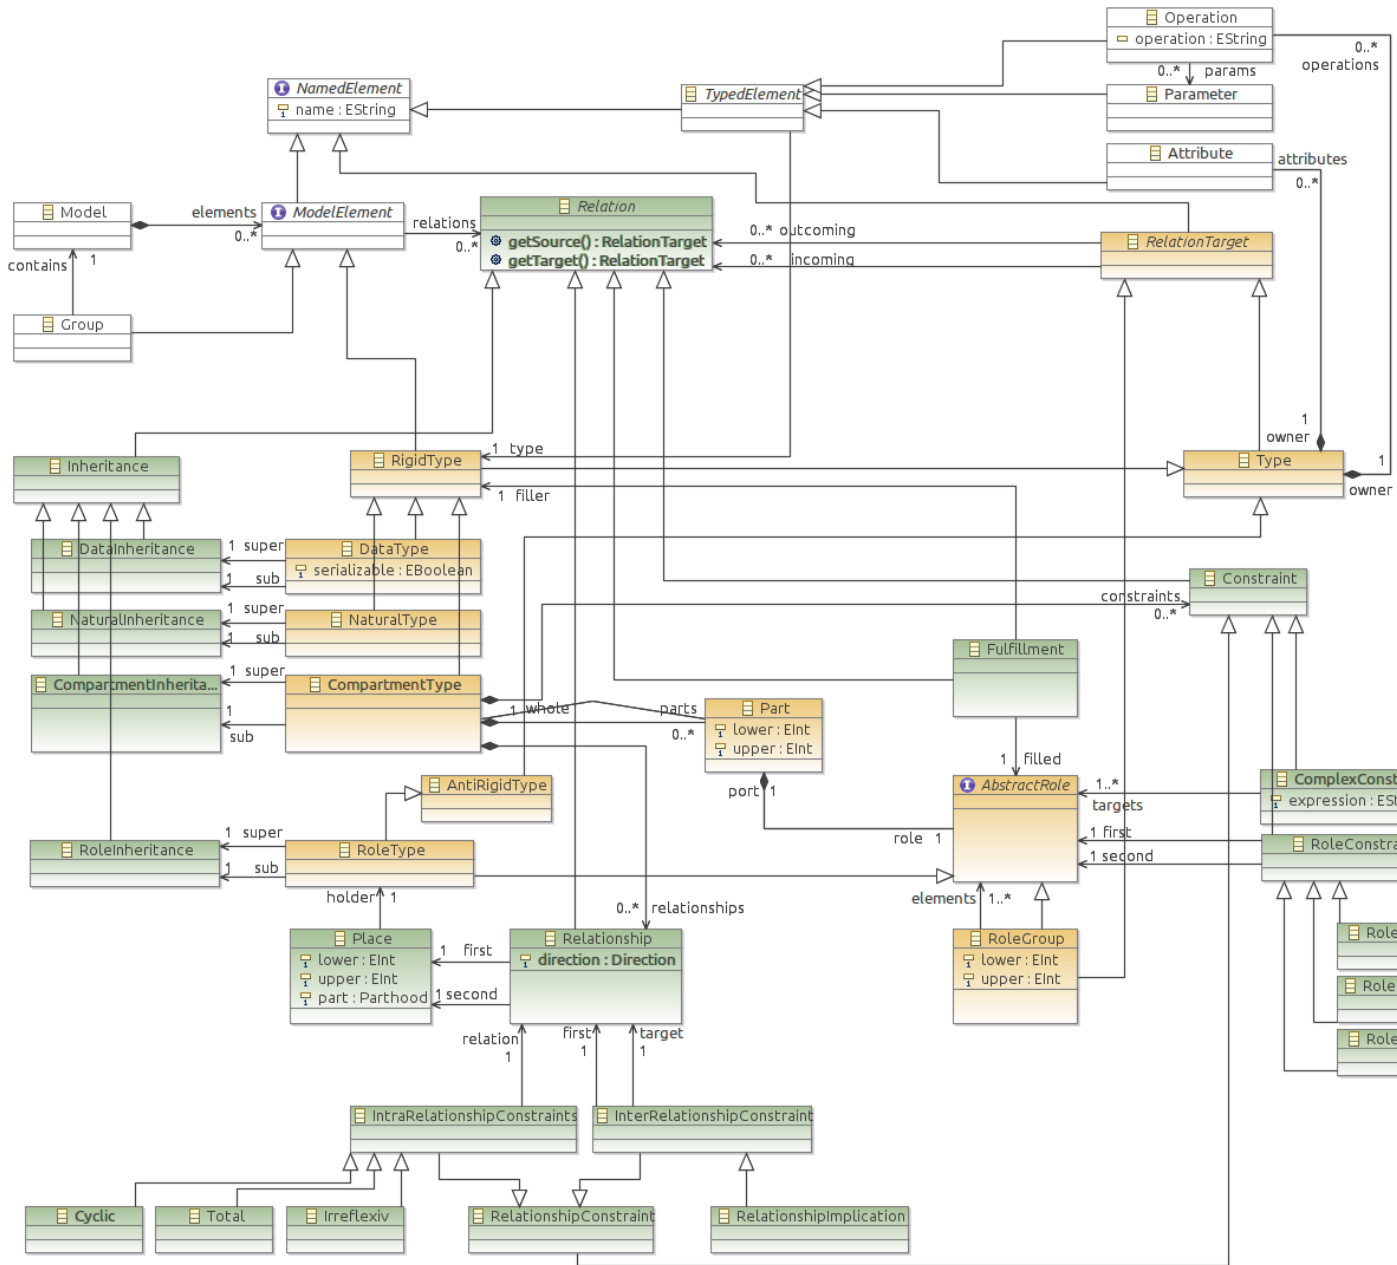 Operation
operation : EString
0..*
operations
0..* params
NamedElement
name : EString
TypedElement
Parameter
Attribute
attributes
0..*
Model
elements
0..*
ModelElement
relations
0..*
Relation
getSource() : RelationTarget
getTarget() : RelationTarget
0..* outcoming
0..* incoming
RelationTarget
contains
1
Group
1
owner
Inheritance
RigidType
1 type
1 filler
Type
1
owner
DataInheritance
1 super
1 sub
DataType
serializable : EBoolean
Constraint
constraints
0..*
NaturalInheritance
1 super
1 sub
NaturalType
Fulfillment
CompartmentInherita...
1 super
1
sub
CompartmentType
1 whole
parts
0..*
Part
lower : EInt
upper : EInt
1 filled
AntiRigidType
port
1
AbstractRole
1..*
targets
ComplexConst
expression : ESt
role 1
1 first
1 second
RoleConstra
RoleInheritance
1 super
1 sub
RoleType
holder 1
0..* relationships
elements 1..*
Place
lower : EInt
upper : EInt
part : Parthood
1 first
1 second
Relationship
direction : Direction
RoleGroup
lower : EInt
upper : EInt
Role
Role
Role
relation
1
first
1
target
1
IntraRelationshipConstraints
InterRelationshipConstraint
Cyclic
Total
Irreflexiv
RelationshipConstraint
RelationshipImplication